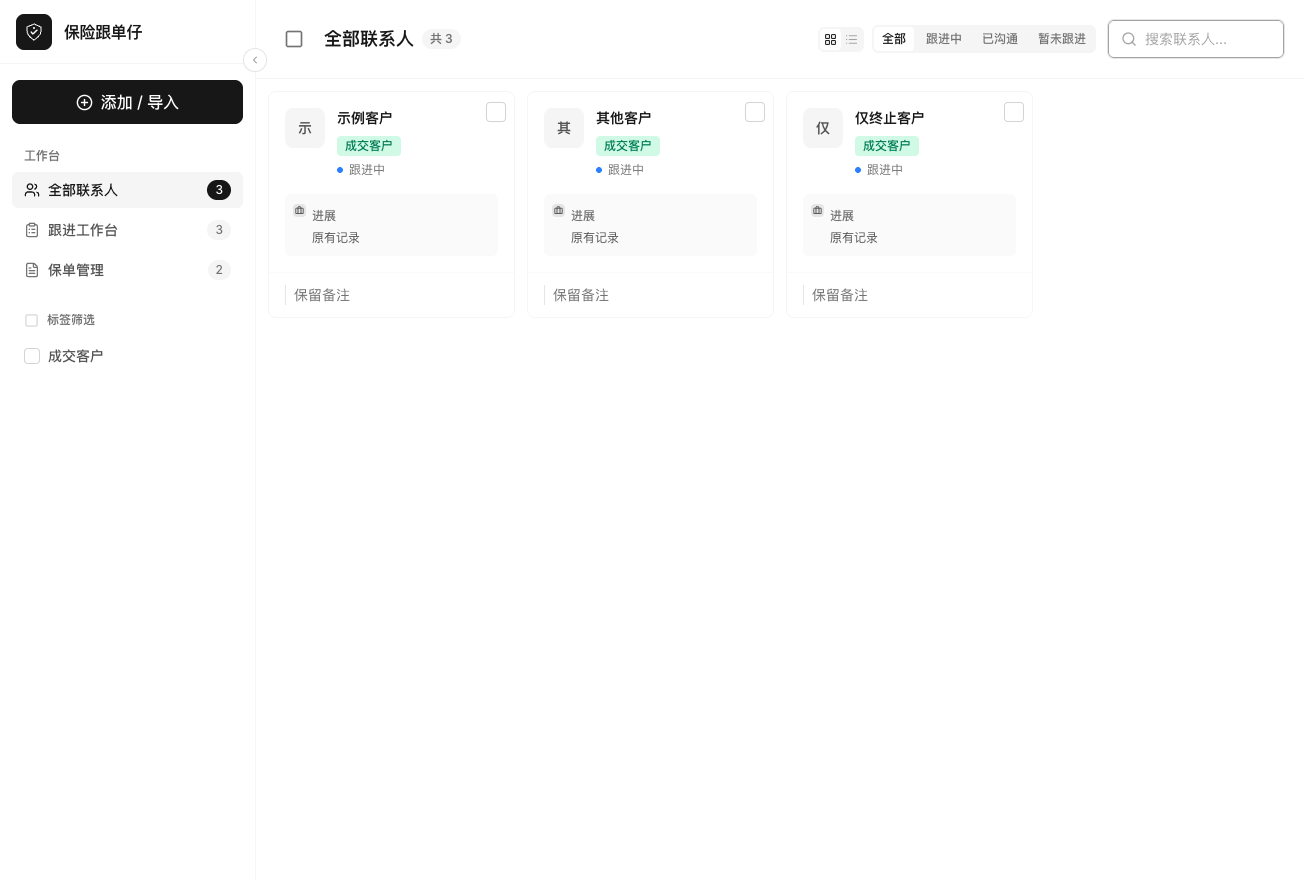 保险跟单仔
添加 / 导入
工作台
全部联系人 3
跟进工作台 3
保单管理 2
标签筛选
成交客户
全部联系人 共 3
全部 跟进中 已沟通 暂未跟进
搜索联系人...
示
示例客户
成交客户
跟进中
进展
原有记录
保留备注
其
其他客户
成交客户
跟进中
进展
原有记录
保留备注
仅
仅终止客户
成交客户
跟进中
进展
原有记录
保留备注